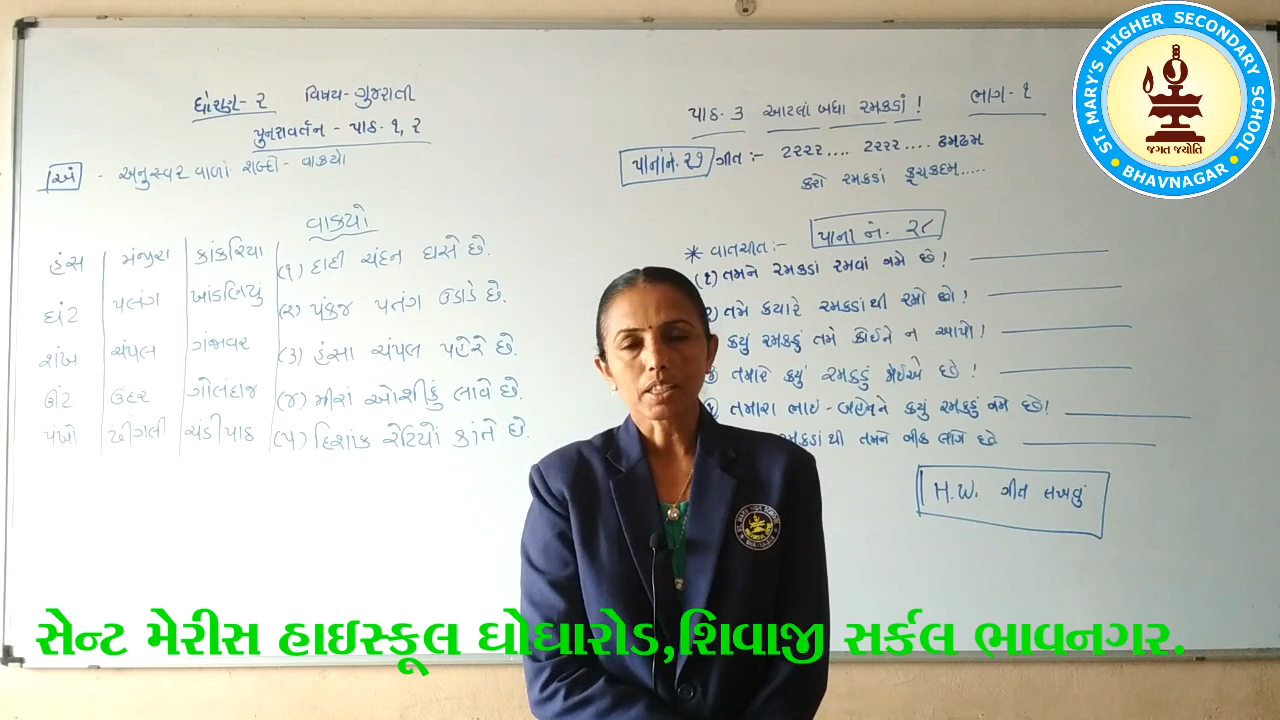 ધોરણ- ૨ વિષય- ગુજરાતી
પુનરાવર્તન - પાઠ- ૧, ૨
અં - અનુસ્વર વાળાં શબ્દો - વાક્યો
વાક્યો
હંસ મંજીરા કાંકરિયા
ઘંટ પલંગ ખાંડણિયું
શંખ ચંપલ ગંજાવર
ઊંટ ઉંદર ગોલંદાજ
પંખો ઢીંગલી ચંડીપાઠ
(૧) દાદી ચંદન ઘસે છે.
(૨) પંકજ પતંગ ઉડાડે છે.
(૩) હંસા ચંપલ પહેરે છે.
(૪) મીરાં ઓશીકું લાવે છે.
(૫) હિશાંક રેંટિયો કાંતે છે.
પાઠ- ૩ આટલાં બધા રમકડાં ! ભાગ- ૧
પાનાંનં. ૨૭ ગીત :- ટરરર.... ટરરર.... ઢમઢમ
કરો રમકડાં કૂચકદમ.....
પાના નં. ૨૮
* વાતચીત :-
(૧) તમને રમકડાં રમવાં ગમે છે!
૨) તમે ક્યારે રમકડાંથી રમો છો!
ક્યું રમકડું તમે કોઈને ન આપો!
તમારે ક્યું રમકડું જોઈએ છે!
તમારા ભાઇ - બહેનને ક્યું રમકડું ગમે છે!
રમકડાં થી તમને બીક લાગે છે
H.W. ગીત લખવું
ST. MARY'S HIGHER SECONDARY SCHOOL
જગત જ્યોતિ
BHAVNAGAR
સેન્ટ મેરીસ હાઇસ્કૂલ ઘોઘારોડ,શિવાજી સર્કલ ભાવનગર.